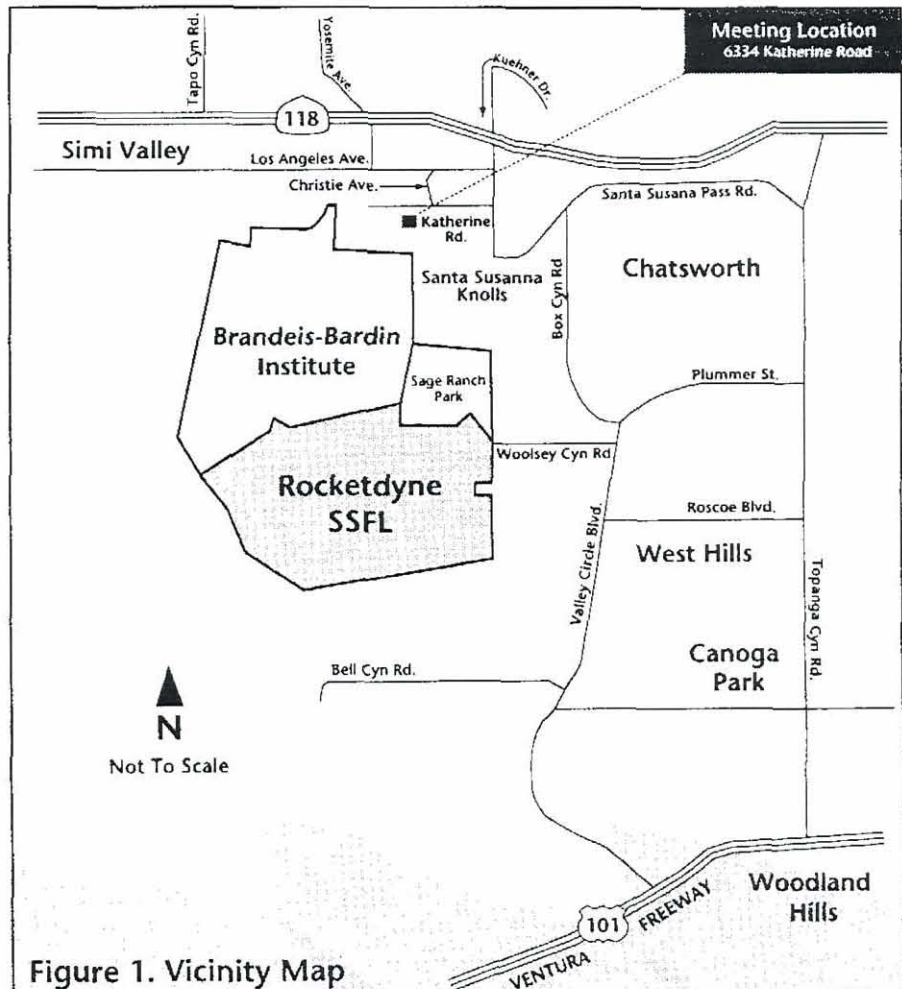 Meeting Location
6334 Katherine Road
Tapo Cyn Rd.
Yosemite Ave.
Kuehner Dr.
118
Simi Valley
Los Angeles Ave.
Christie Ave.
Santa Susana Pass Rd.
Katherine
Rd.
Chatsworth
Santa Susanna
Knolls
Box Cyn Rd
Brandeis-Bardin
Institute
Sage Ranch
Park
Plummer St.
Woolsey Cyn Rd
Rocketdyne
SSFL
Roscoe Blvd.
West Hills
Valley Circle Blvd.
Topanga Cyn Rd.
Canoga
Park
Bell Cyn Rd.
N
Not To Scale
Woodland
Hills
101
VENTURA FREEWAY
Figure 1. Vicinity Map